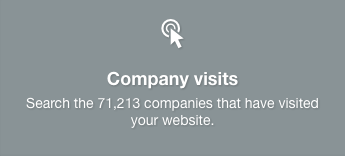 Company visits
Search the 71,213 companies that have visited
your website.